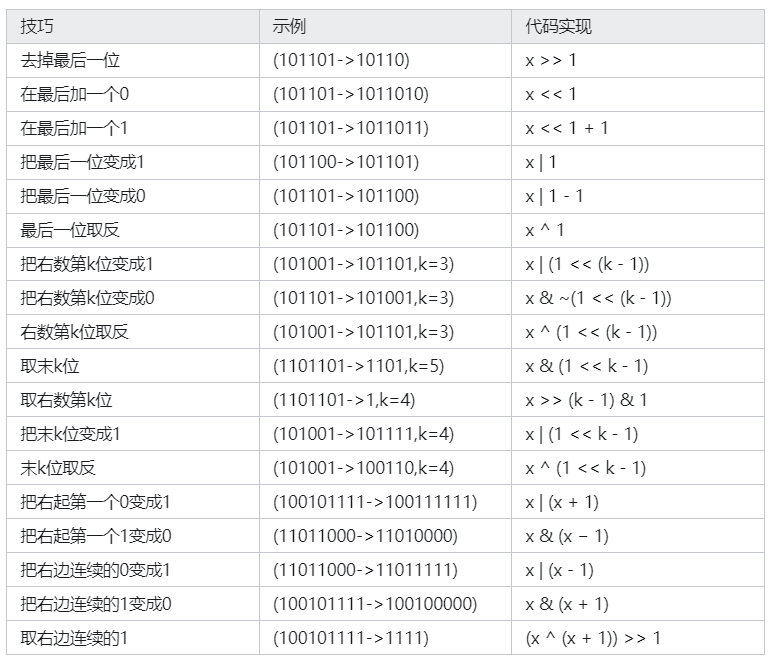 技巧 示例 代码实现
去掉最后一位 (101101->10110) x >> 1
在最后加一个0 (101101->1011010) x << 1
在最后加一个1 (101101->1011011) x << 1 + 1
把最后一位变成1 (101100->101101) x | 1
把最后一位变成0 (101101->101100) x | 1 - 1
最后一位取反 (101101->101100) x ^ 1
把右数第k位变成1 (101001->101101,k=3) x | (1 << (k - 1))
把右数第k位变成0 (101101->101001,k=3) x & ~(1 << (k - 1))
右数第k位取反 (101001->101101,k=3) x ^ (1 << (k - 1))
取末k位 (1101101->1101,k=5) x & (1 << k - 1)
取右数第k位 (1101101->1,k=4) x >> (k - 1) & 1
把末k位变成1 (101001->101111,k=4) x | (1 << k - 1)
末k位取反 (101001->100110,k=4) x ^ (1 << k - 1)
把右起第一个0变成1 (100101111->100111111) x | (x + 1)
把右起第一个1变成0 (11011000->11010000) x & (x − 1)
把右边连续的0变成1 (11011000->11011111) x | (x - 1)
把右边连续的1变成0 (100101111->100100000) x & (x + 1)
取右边连续的1 (100101111->1111) (x ^ (x + 1)) >> 1